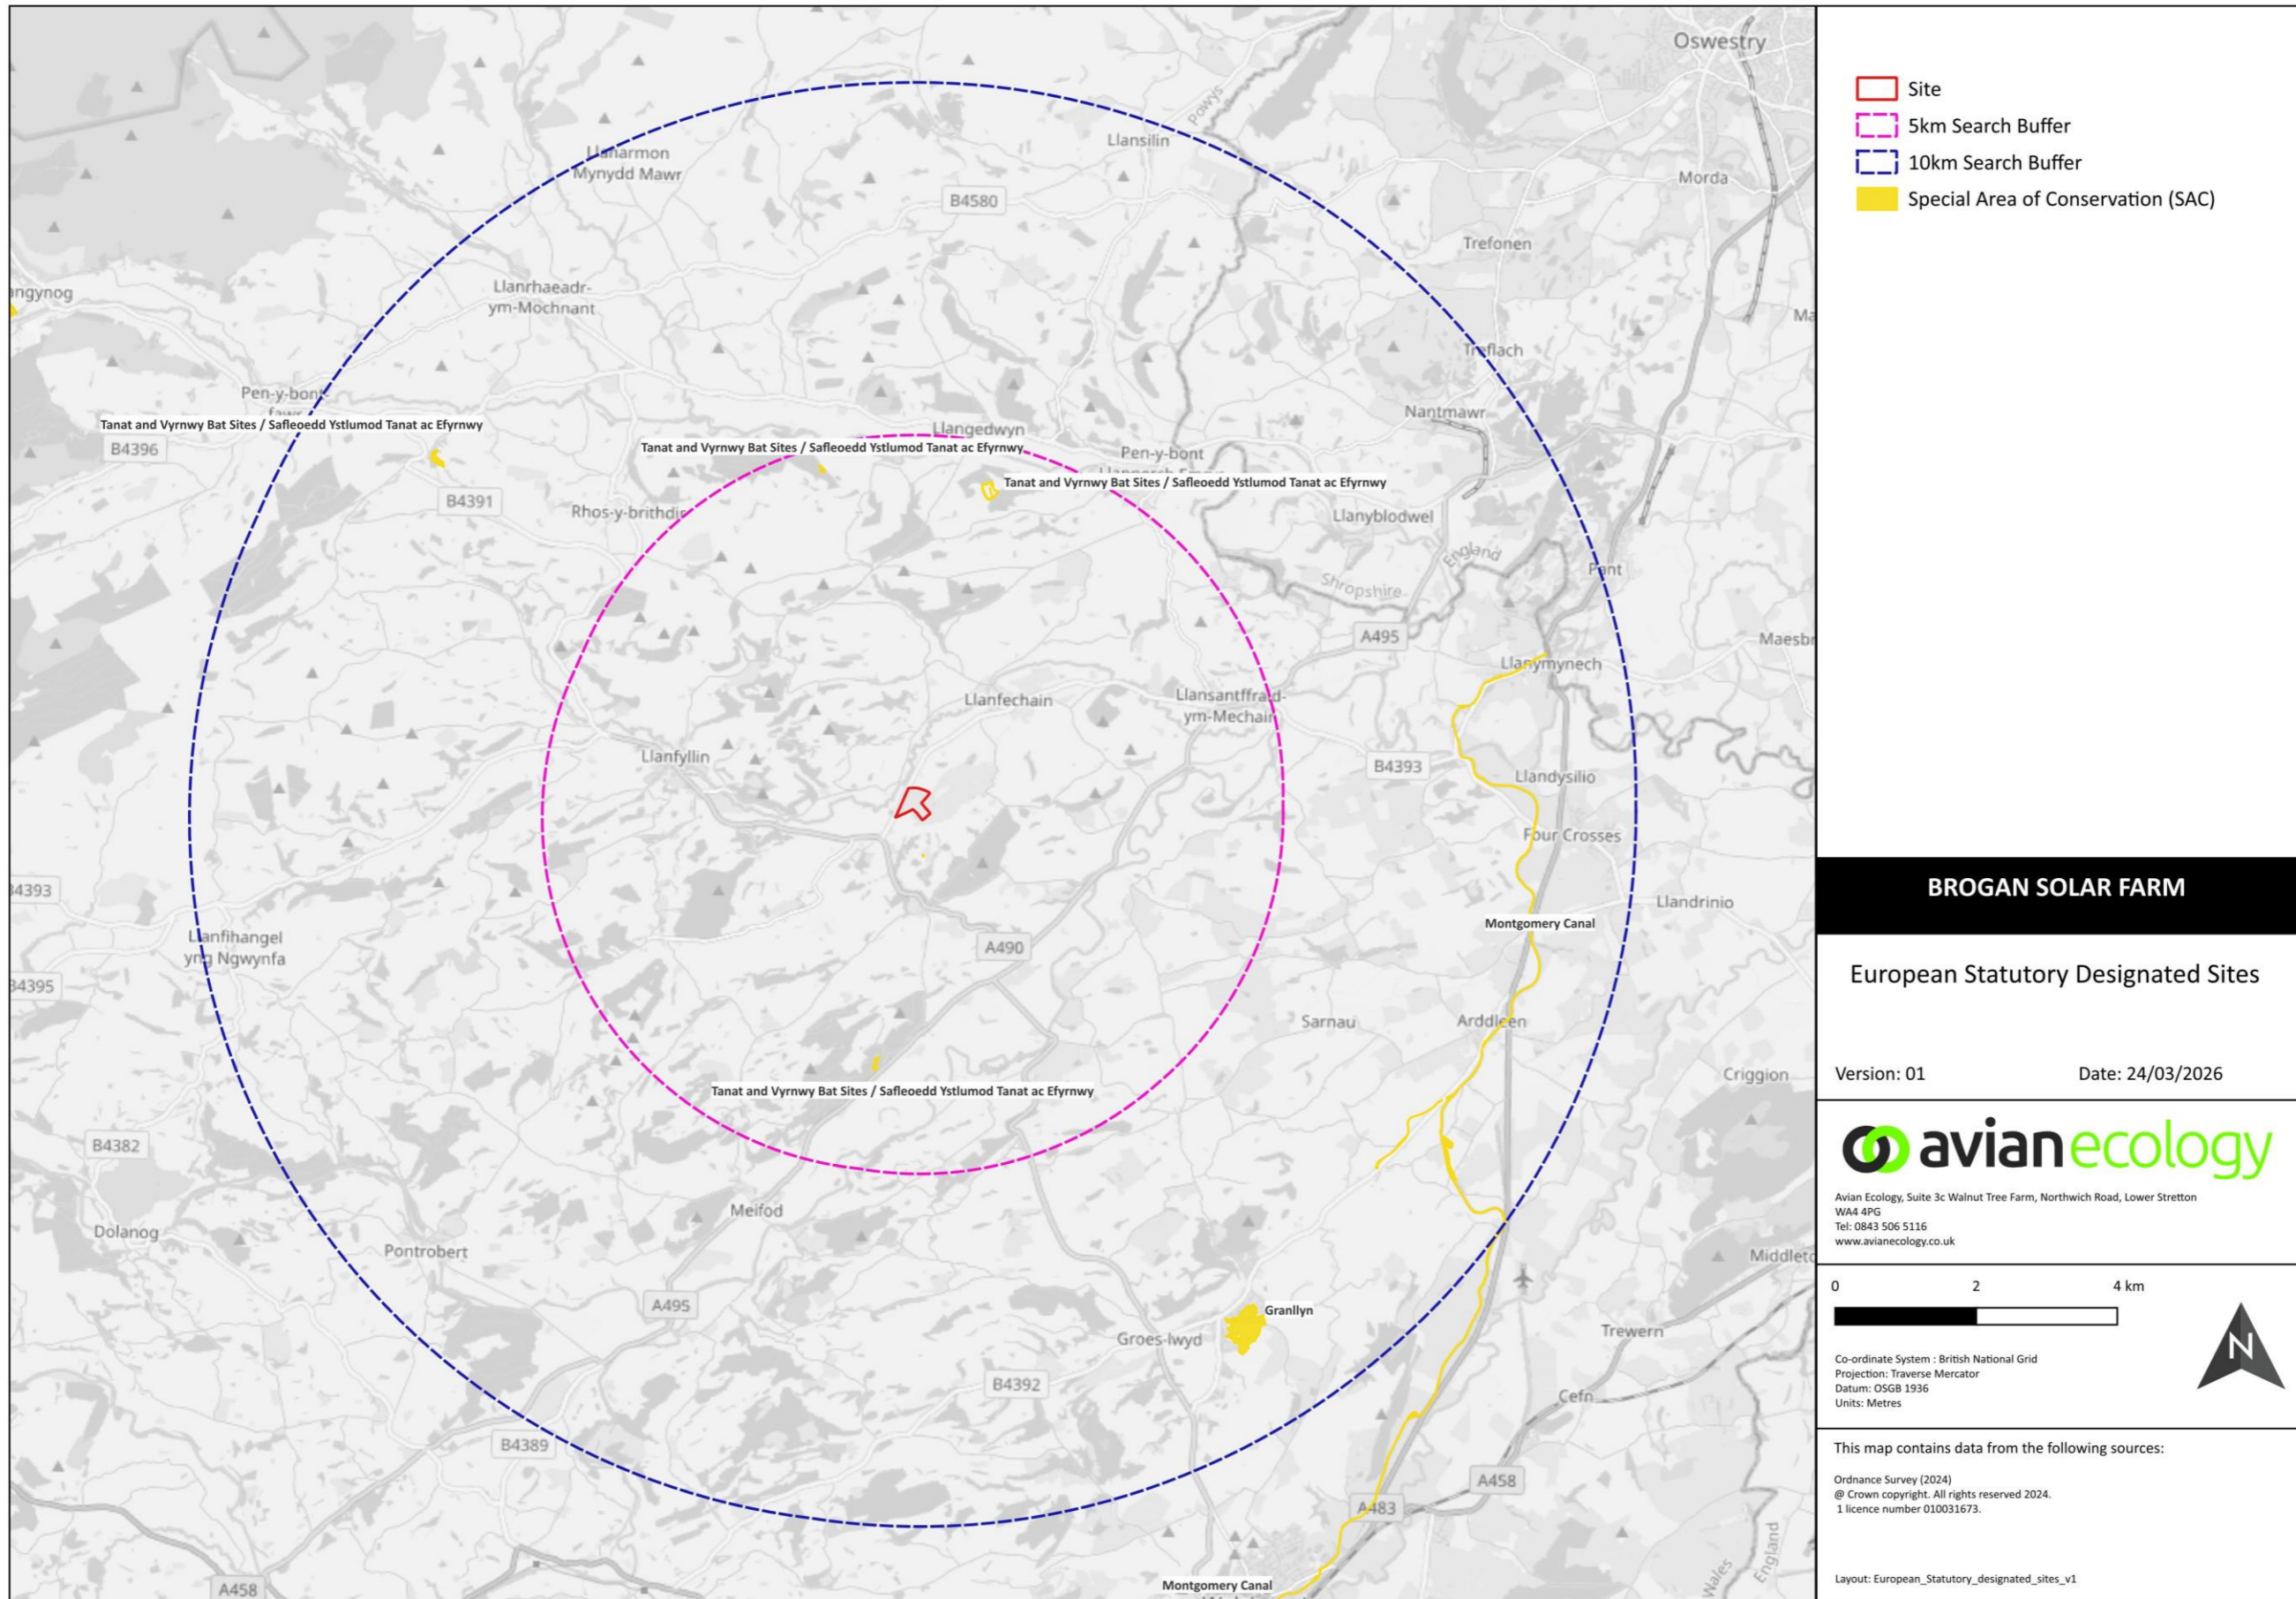 Oswestry
Powys
Llansilin
Llanarmon
Mynydd Mawr
Morda
B4580
Trefonen
angynog
Llanrhaeadr-
ym-Mochnant
Ma
Treflach
Pen-y-bont-
fawr
Nantmawr
Tanat and Vyrnwy Bat Sites / Safleoedd Ystlumod Tanat ac Efyrnwy
Llangedwyn
B4396
Tanat and Vyrnwy Bat Sites / Safleoedd Ystlumod Tanat ac Efyrnwy
Pen-y-bont
Tanat and Vyrnwy Bat Sites / Safleoedd Ystlumod Tanat ac Efyrnwy
B4391
Rhos-y-brithdir
Llanyblodwel
England
Pant
Shropshire
A495
Maesbr
Llanymynech
Llanfechain
Llansantffraid-
ym-Mechain
Llanfyllin
B4393
Llandysilio
Four Crosses
B4393
Llandrinio
Montgomery Canal
Llanfihangel
yng Ngwynfa
A490
B4395
Sarnau
Arddleen
Criggion
Tanat and Vyrnwy Bat Sites / Safleoedd Ystlumod Tanat ac Efyrnwy
B4382
Meifod
Dolanog
Pontrobert
Middleto
A495
Granllyn
Groes-lwyd
Trewern
B4392
Cefn
B4389
A458
A483
England
Wales
Montgomery Canal
A458
Site
5km Search Buffer
10km Search Buffer
Special Area of Conservation (SAC)
BROGAN SOLAR FARM
European Statutory Designated Sites
Version: 01 Date: 24/03/2026
avianecology
Avian Ecology, Suite 3c Walnut Tree Farm, Northwich Road, Lower Stretton
WA4 4PG
Tel: 0843 506 5116
www.avianecology.co.uk
0 2 4 km
N
Co-ordinate System : British National Grid
Projection: Traverse Mercator
Datum: OSGB 1936
Units: Metres
This map contains data from the following sources:
Ordnance Survey (2024)
@ Crown copyright. All rights reserved 2024.
1 licence number 010031673.
Layout: European_Statutory_designated_sites_v1